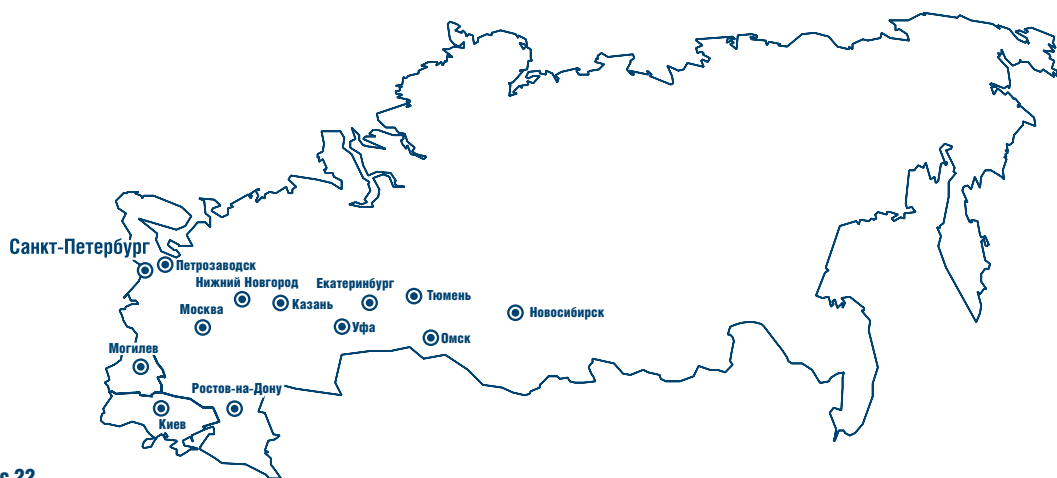 Санкт-Петербург
Петрозаводск
Нижний Новгород
Екатеринбург
Тюмень
Казань
Москва
Новосибирск
Уфа
Омск
Могилев
Ростов-на-Дону
Киев